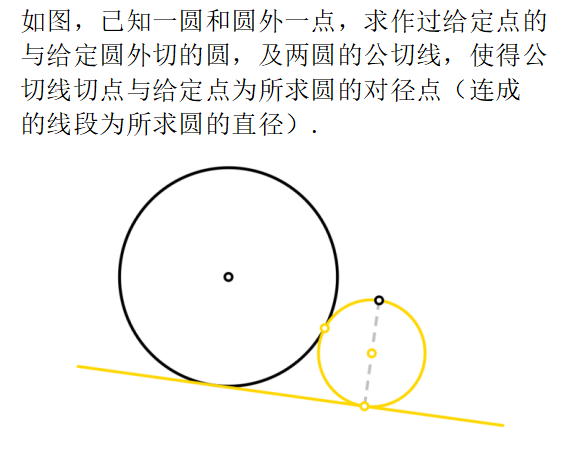 如图，已知一圆和圆外一点，求作过给定点的
与给定圆外切的圆，及两圆的公切线，使得公
切线切点与给定点为所求圆的对径点（连成
的线段为所求圆的直径）．